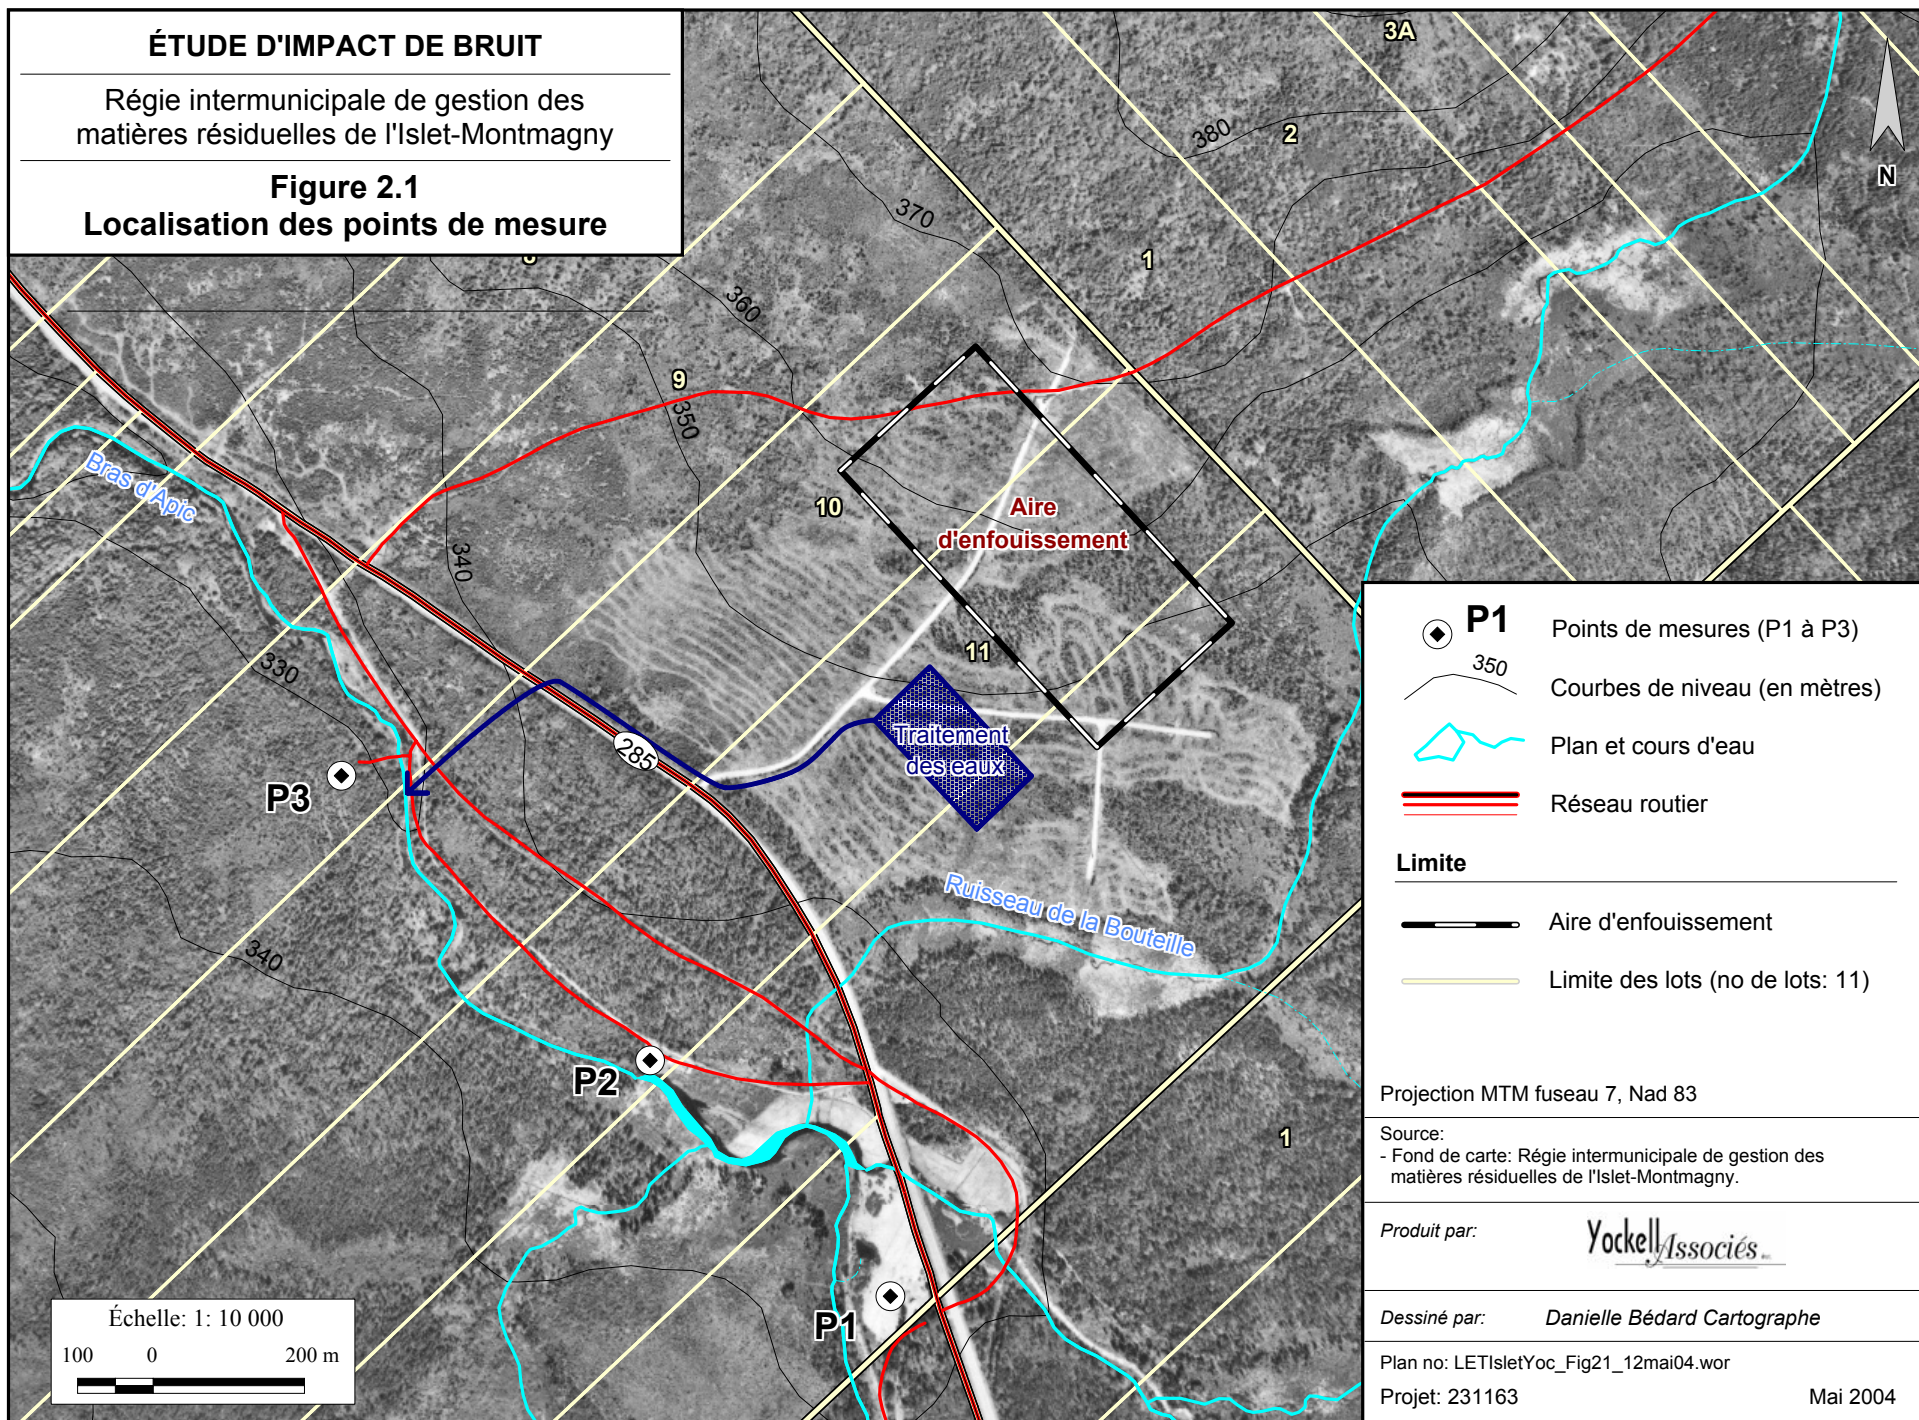 ÉTUDE D'IMPACT DE BRUIT
Régie intermunicipale de gestion des
matières résiduelles de l'Islet-Montmagny
Figure 2.1
Localisation des points de mesure
3A
2
380
N
370
1
8
360
9
350
Bras d'Apic
10
Aire
d'enfouissement
340
11
330
Traitement
des eaux
285
P3
Ruisseau de la Bouteille
340
P2
1
P1
Échelle: 1: 10 000
100 0 200 m
P1 Points de mesures (P1 à P3)
350
Courbes de niveau (en mètres)
Plan et cours d'eau
Réseau routier
Limite
Aire d'enfouissement
Limite des lots (no de lots: 11)
Projection MTM fuseau 7, Nad 83
Source:
- Fond de carte: Régie intermunicipale de gestion des
matières résiduelles de l'Islet-Montmagny.
Produit par: Yockell Associés inc.
Dessiné par: Danielle Bédard Cartographe
Plan no: LETIsletYoc_Fig21_12mai04.wor
Projet: 231163 Mai 2004